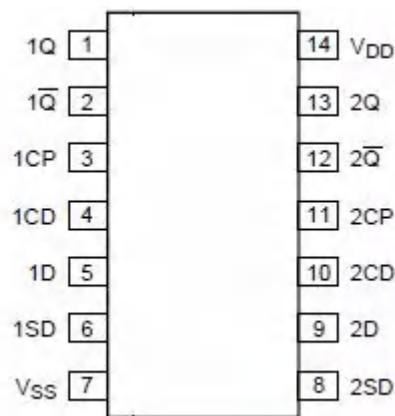 1Q 1 14 VDD
1Q̅ 2 13 2Q
1CP 3 12 2Q̅
1CD 4 11 2CP
1D 5 10 2CD
1SD 6 9 2D
VSS 7 8 2SD